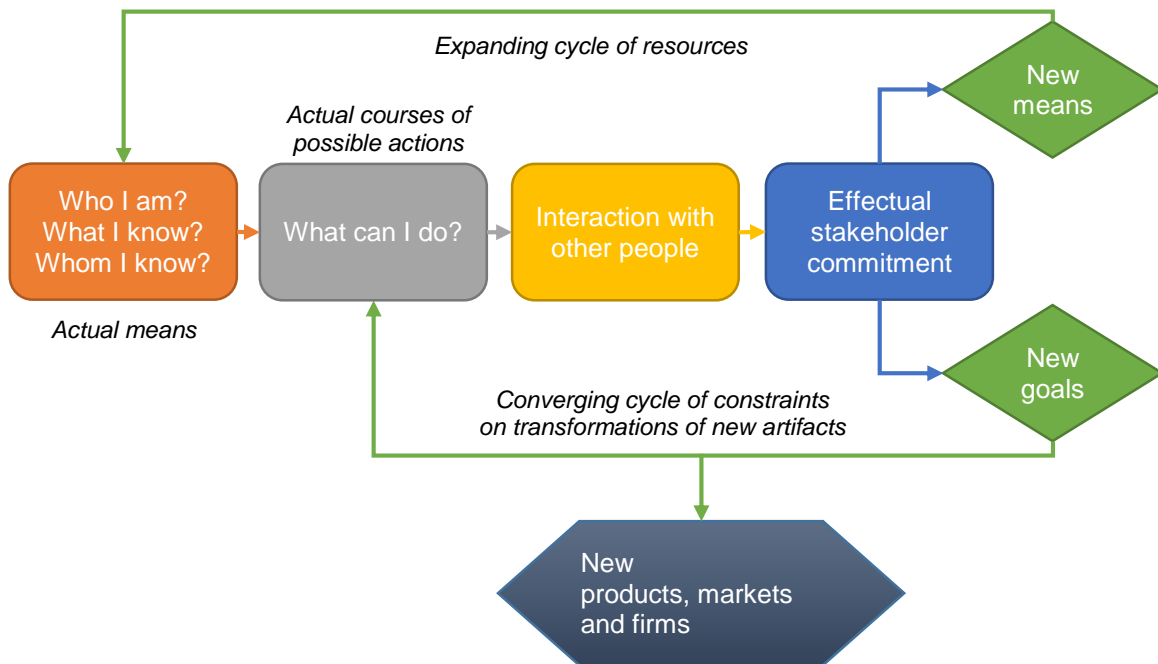 Expanding cycle of resources
New
means
Actual courses of
possible actions
Who I am?
What I know?
Whom I know?
What can I do?
Interaction with
other people
Effectual
stakeholder
commitment
Actual means
New
goals
Converging cycle of constraints
on transformations of new artifacts
New
products, markets
and firms